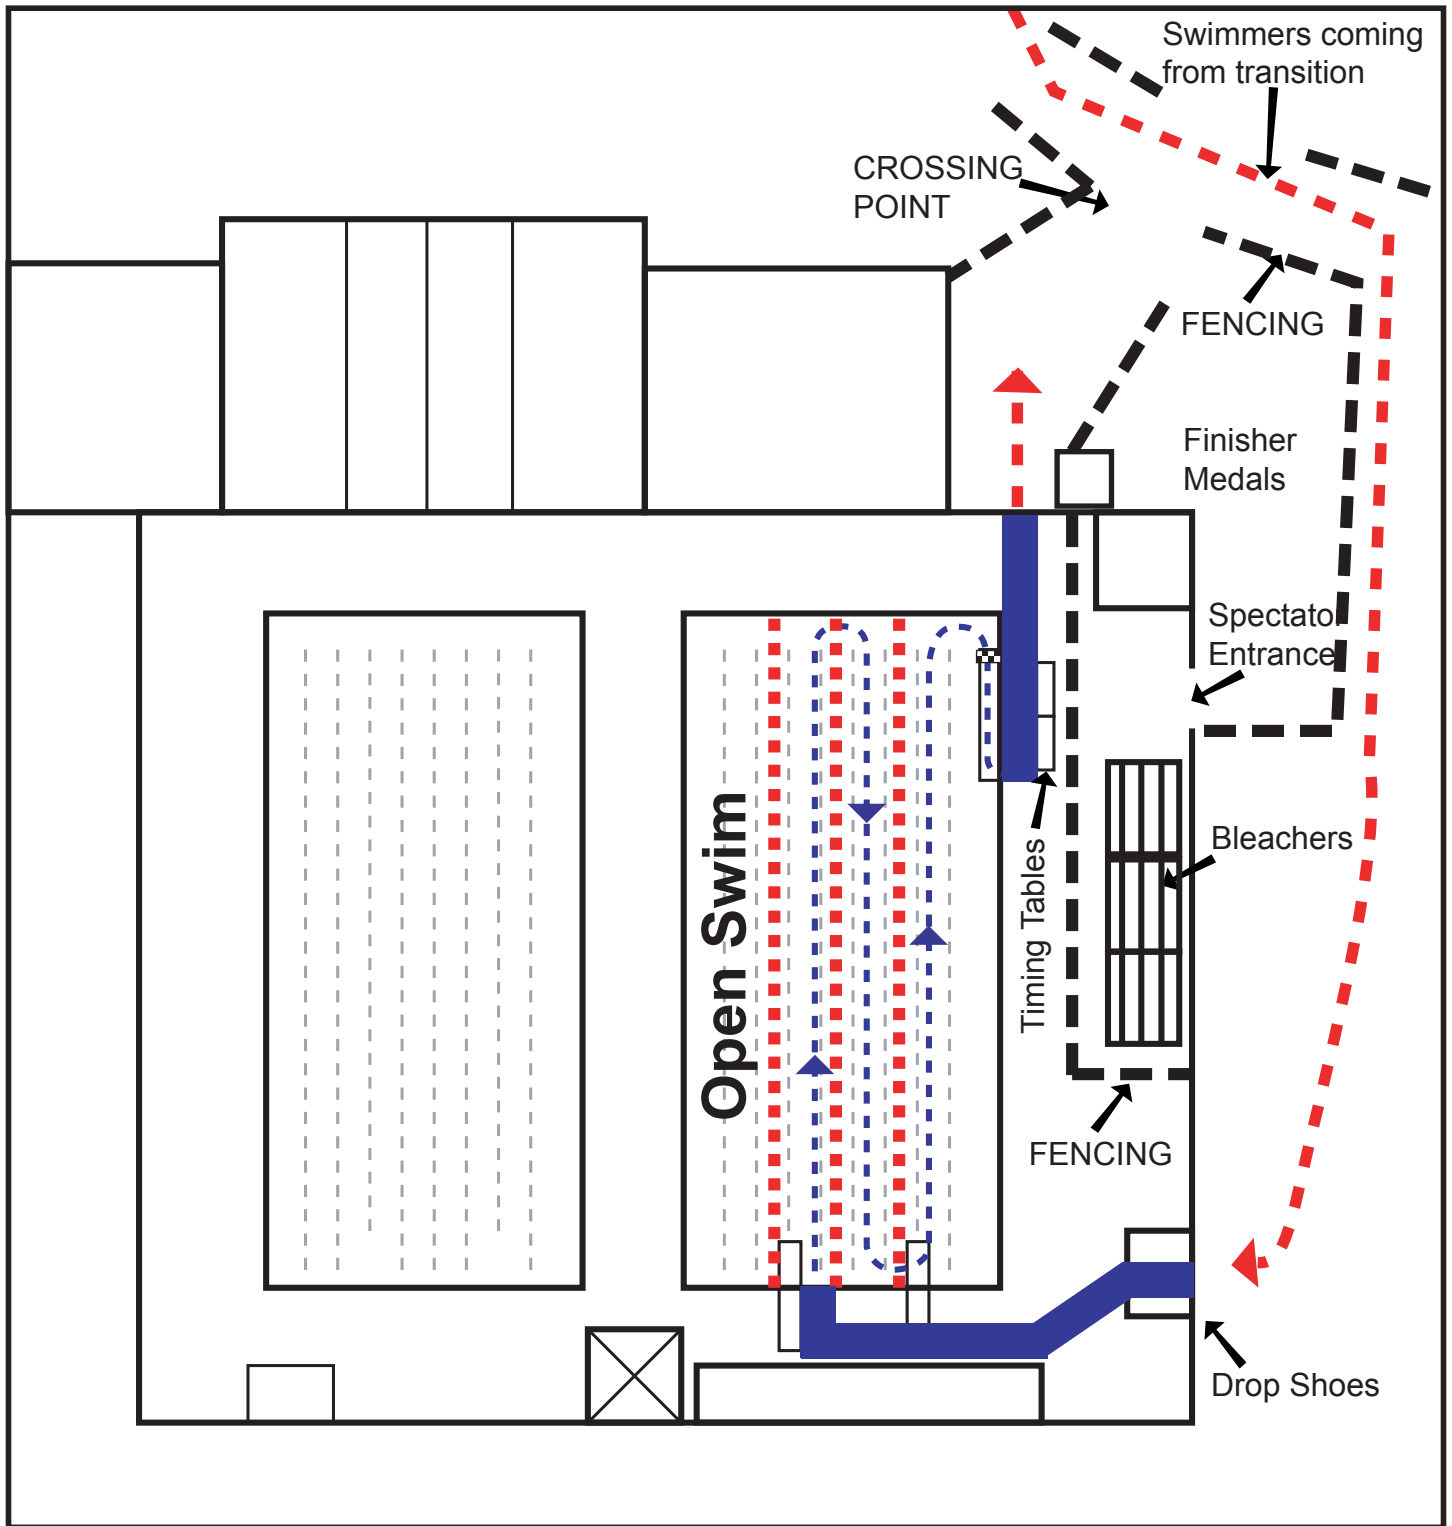 Swimmers coming
from transition
CROSSING
POINT
FENCING
Finisher
Medals
Spectator
Entrance
Bleachers
Timing Tables
Open Swim
FENCING
Drop Shoes